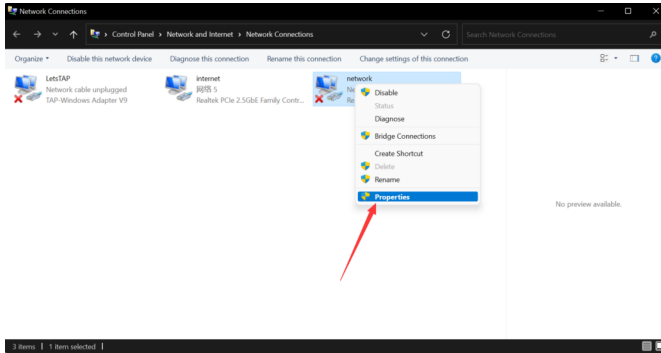 Network Connections
Control Panel > Network and Internet > Network Connections
Search Network Connections
Organize
Disable this network device
Diagnose this connection
Rename this connection
Change settings of this connection
LetsTAP
Network cable unplugged
TAP-Windows Adapter V9
internet
网络 5
Realtek PCIe 2.5GbE Family Contr...
network
Ne
Re
Disable
Status
Diagnose
Bridge Connections
Create Shortcut
Delete
Rename
Properties
No preview available.
3 items
1 item selected